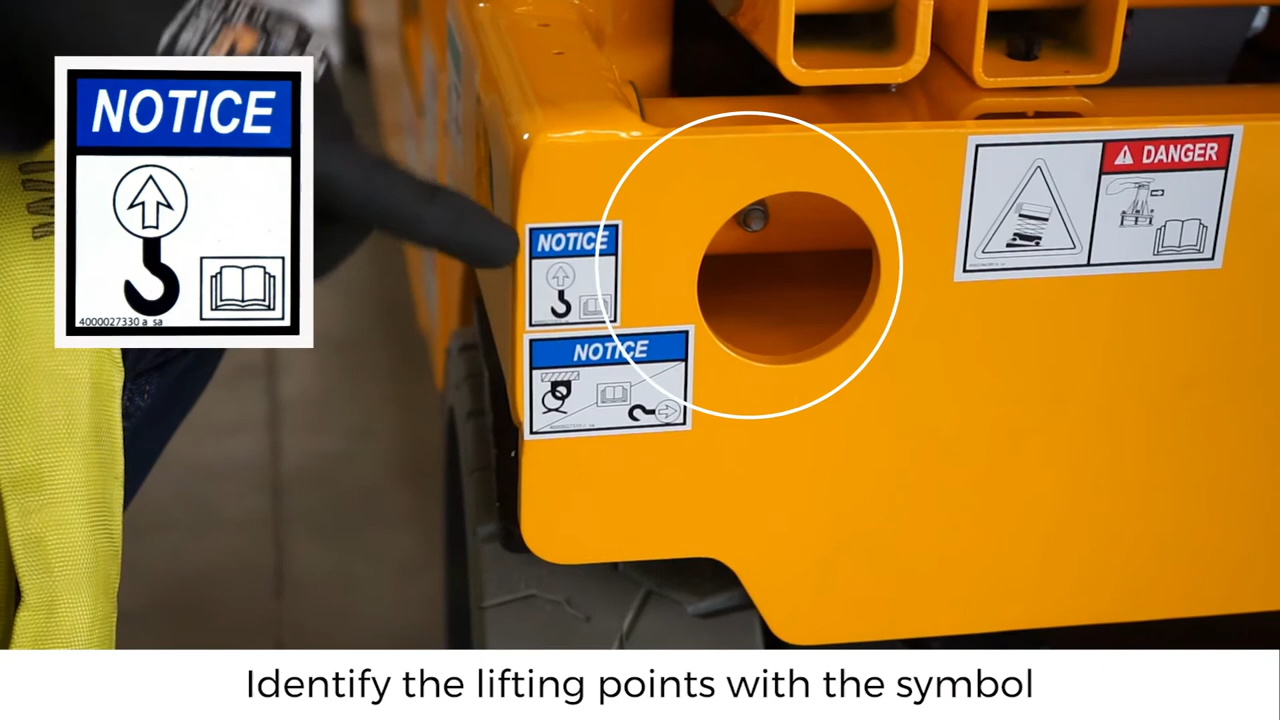 NOTICE
4000027330 a sa
NOTICE
NOTICE
DANGER
Identify the lifting points with the symbol